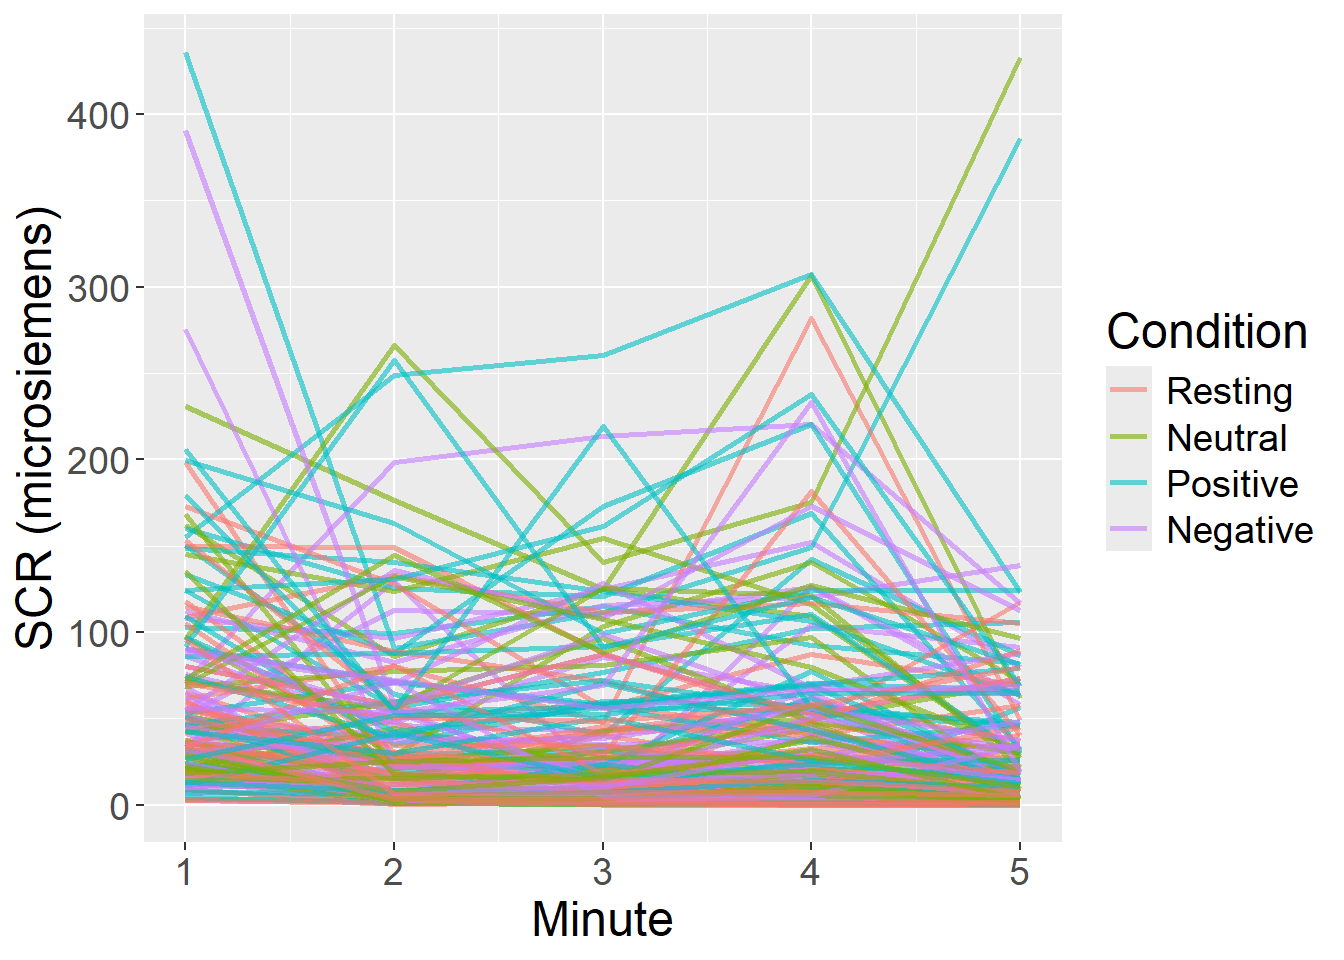 SCR (microsiemens)
400
300
200
100
0
1 2 3 4 5
Minute
Condition
Resting
Neutral
Positive
Negative